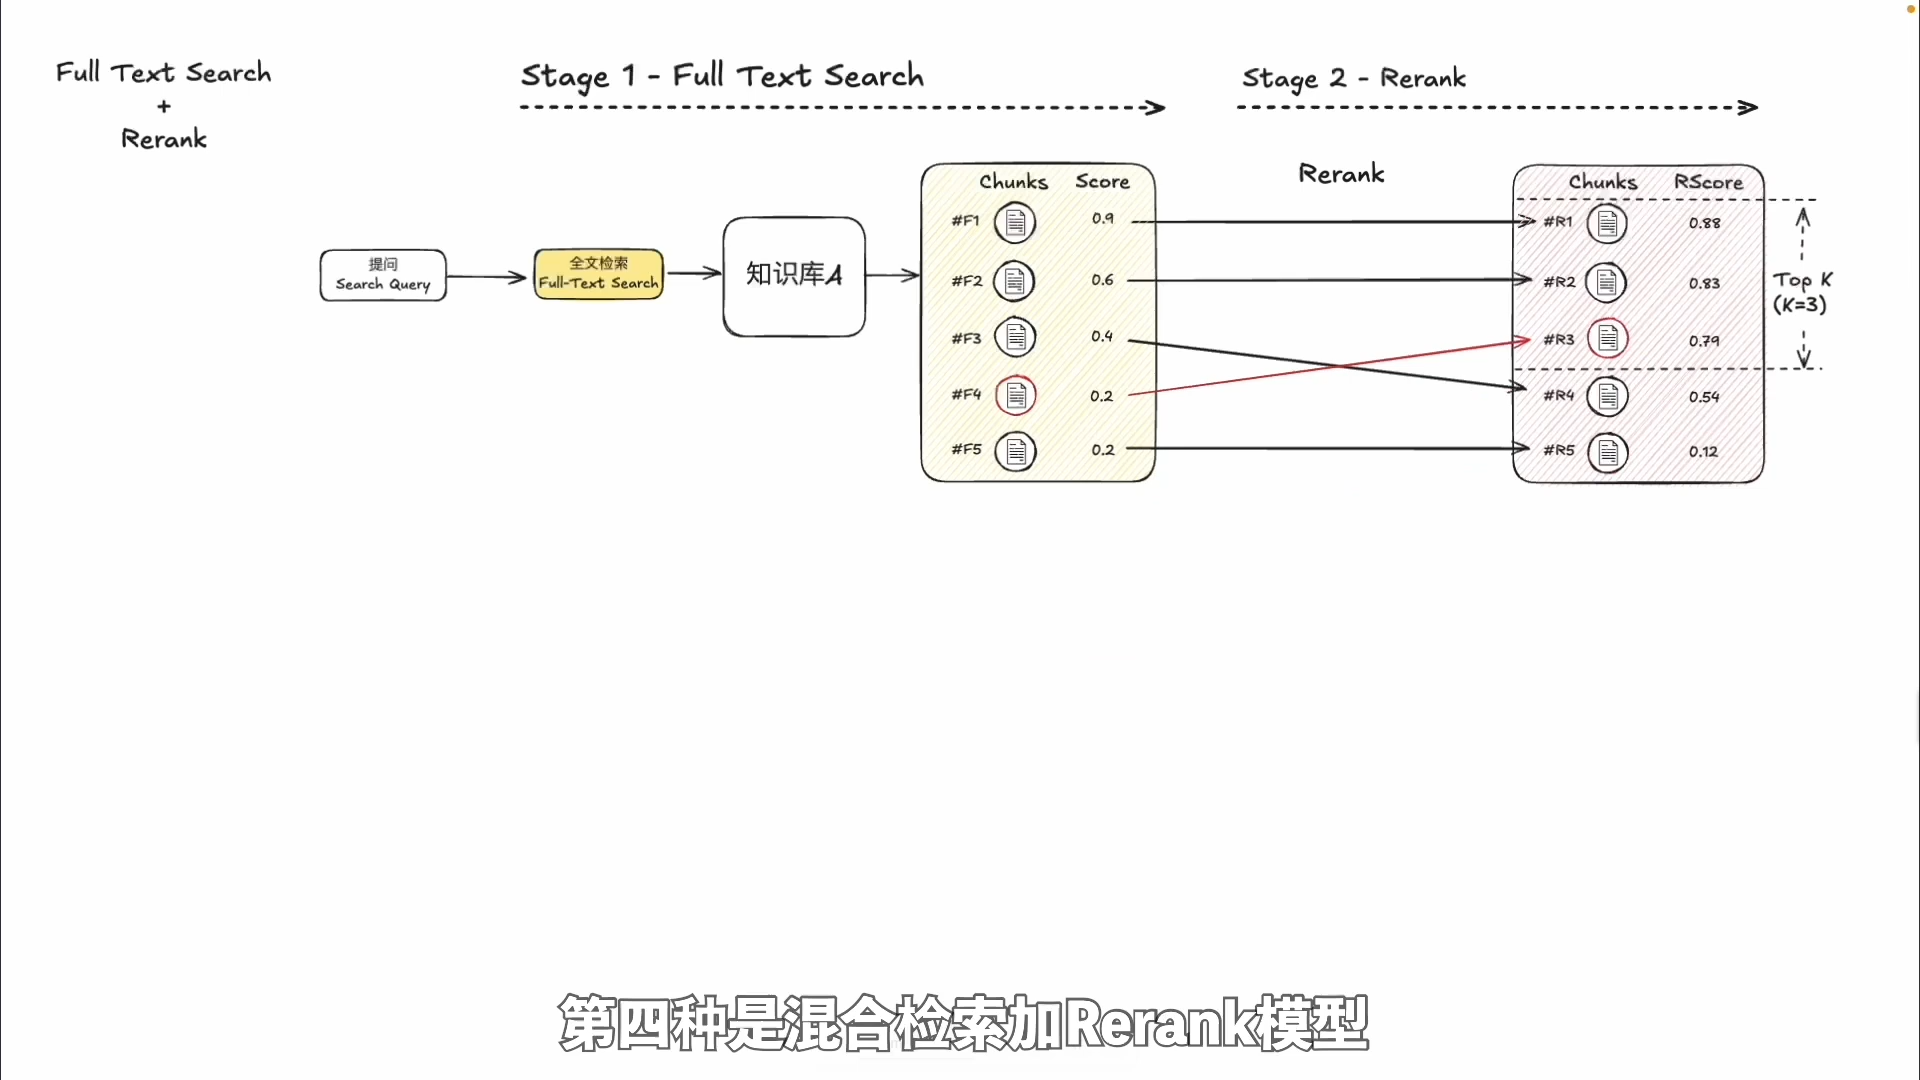 Full Text Search
+
Rerank
Stage 1 - Full Text Search
Stage 2 - Rerank
提问
Search Query
全文检索
Full-Text Search
知识库A
Chunks Score
#F1 0.9
#F2 0.6
#F3 0.4
#F4 0.2
#F5 0.2
Rerank
Chunks RScore
#R1 0.88
#R2 0.83
#R3 0.79
#R4 0.54
#R5 0.12
Top K
(K=3)
第四种是混合检索加Rerank模型